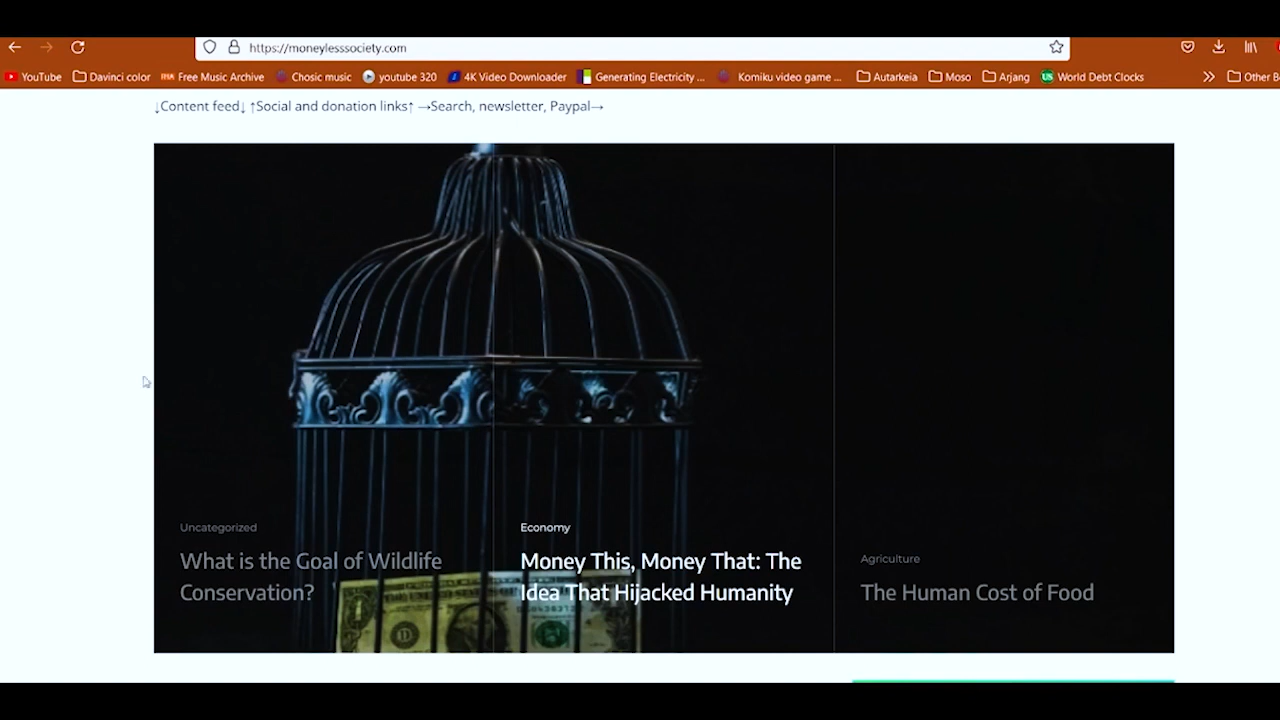 https://moneylesssociety.com
YouTube Davinci color Free Music Archive Chosic music youtube 320 4K Video Downloader Generating Electricity ... Komiku video game ... Autarkeia Moso Arjang World Debt Clocks Other B
↓Content feed↓ ↑Social and donation links↑ →Search, newsletter, Paypal→
Uncategorized
What is the Goal of Wildlife
Conservation?
Economy
Money This, Money That: The
Idea That Hijacked Humanity
Agriculture
The Human Cost of Food